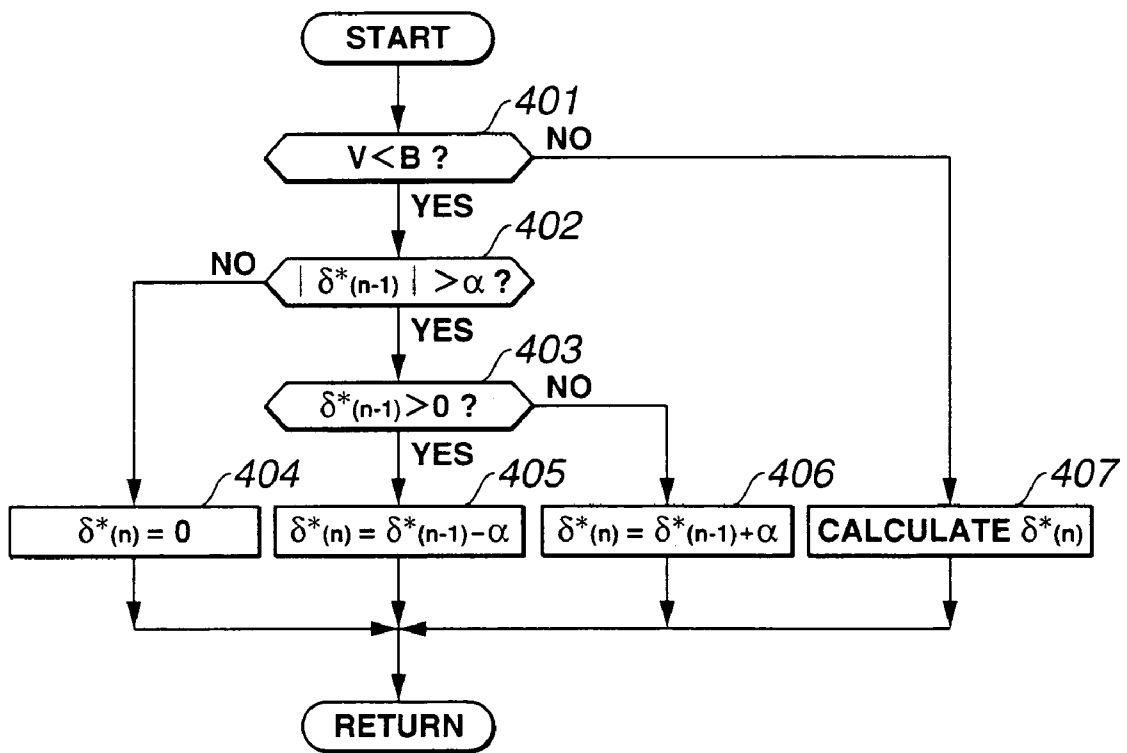 START
401
V<B ?
NO
YES
402
NO
| δ*(n-1) | >α ?
YES
403
δ*(n-1)>0 ?
NO
YES
404
405
406
407
δ*(n) = 0
δ*(n) = δ*(n-1)−α
δ*(n) = δ*(n-1)+α
CALCULATE δ*(n)
RETURN